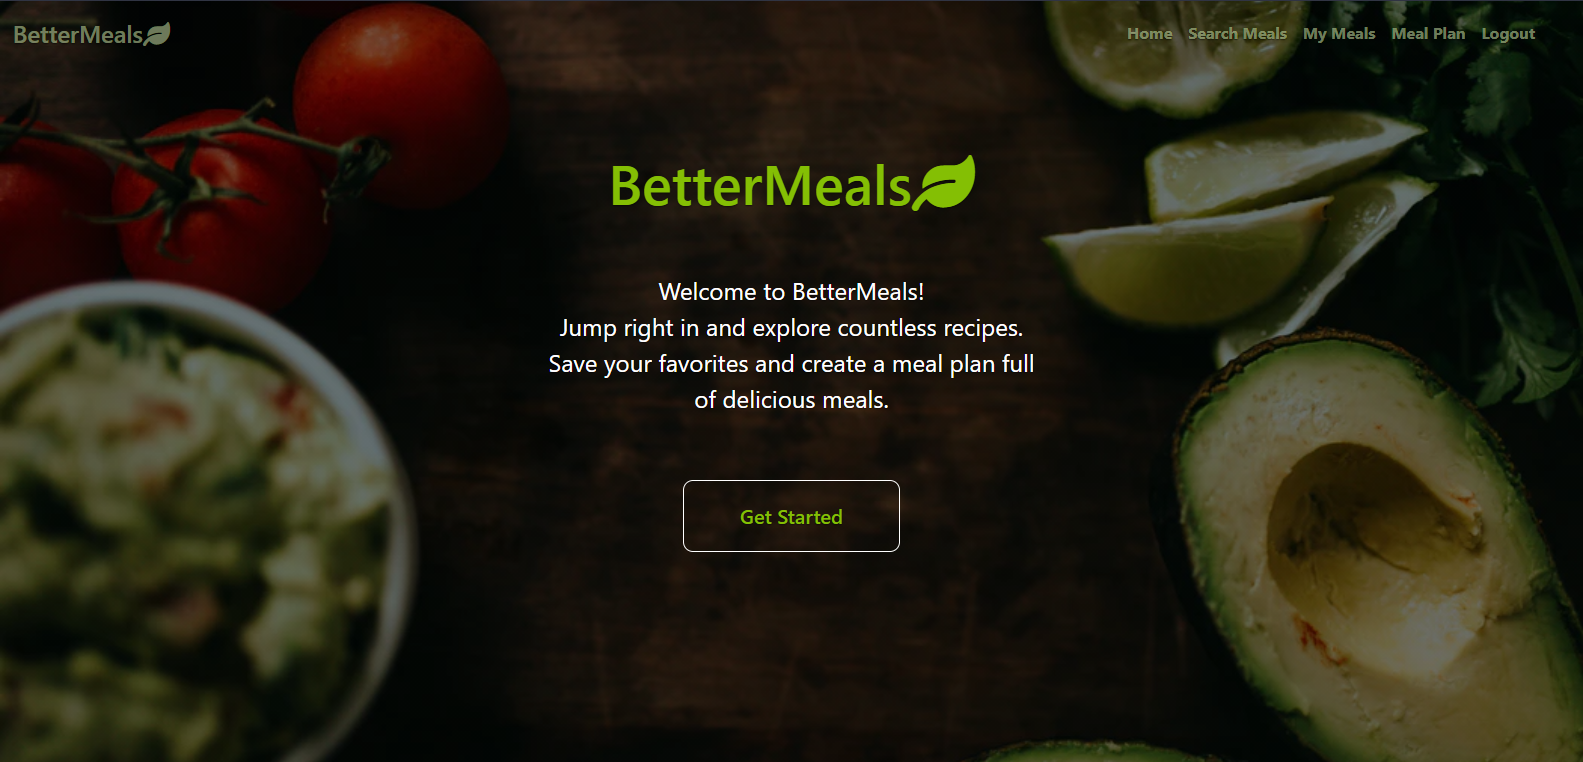 BetterMeals
Home Search Meals My Meals Meal Plan Logout
BetterMeals
Welcome to BetterMeals!
Jump right in and explore countless recipes.
Save your favorites and create a meal plan full
of delicious meals.
Get Started